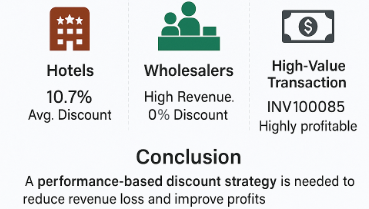 Hotels
10.7%
Avg. Discount
Wholesalers
High Revenue.
0% Discount
$
High-Value
Transaction
INV100085
Highly profitable
Conclusion
A performance-based discount strategy is needed to
reduce revenue loss and improve profits